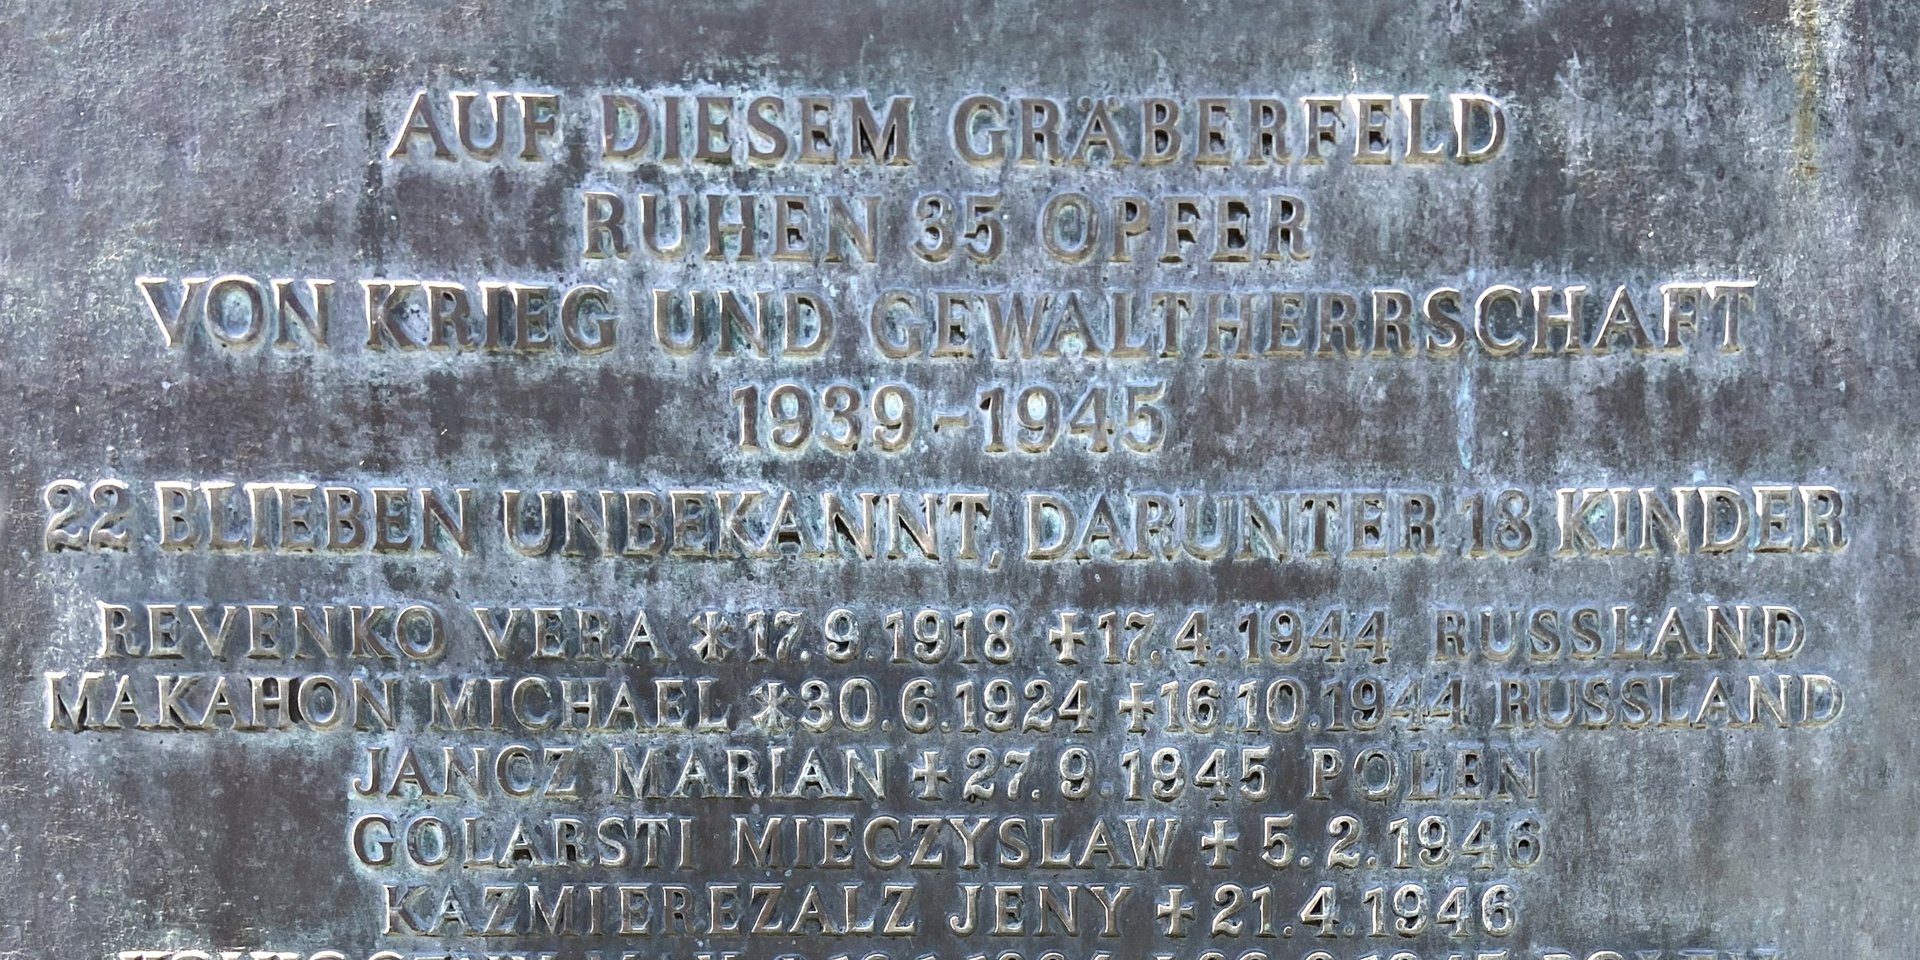 AUF DIESEM GRÄBERFELD
RUHEN 35 OPFER
VON KRIEG UND GEWALTHERRSCHAFT
1939-1945
22 BLIEBEN UNBEKANNT, DARUNTER 18 KINDER
REVENKO VERA *17.9.1918 ✝17.4.1944 RUSSLAND
MAKAHON MICHAEL *30.6.1924 ✝16.10.1944 RUSSLAND
JANCZ MARIAN ✝27.9.1945 POLEN
GOLARSTI MIECZYSLAW ✝5.2.1946
KAZMIEREZALZ JENY ✝21.4.1946